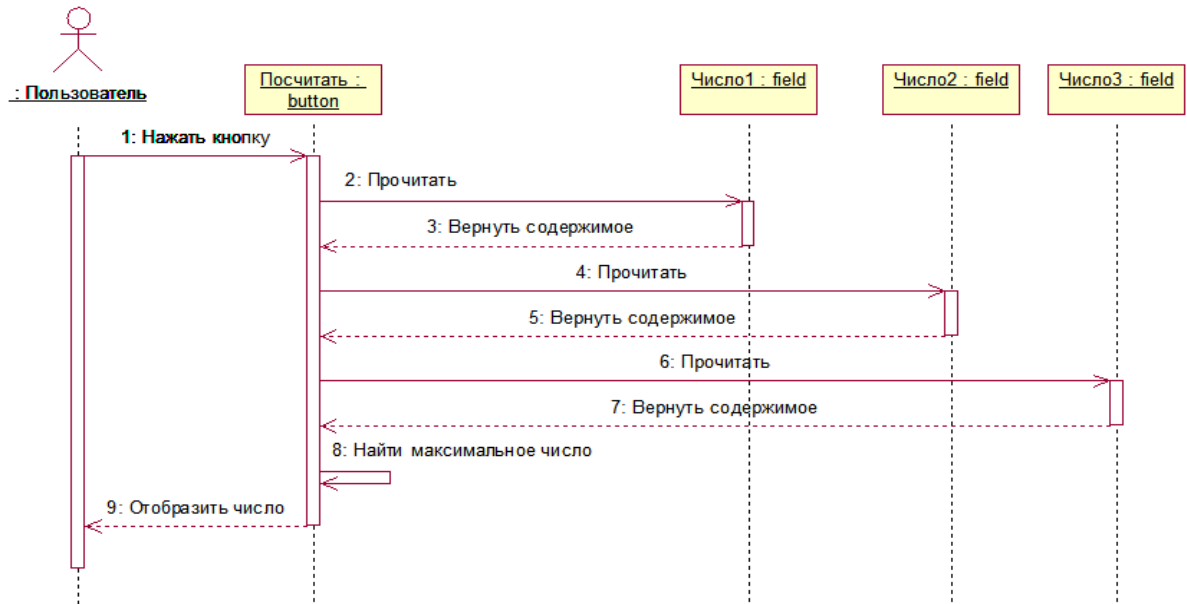 : Пользователь
Посчитать :
button
Число1 : field
Число2 : field
Число3 : field
1: Нажать кнопку
2: Прочитать
3: Вернуть содержимое
4: Прочитать
5: Вернуть содержимое
6: Прочитать
7: Вернуть содержимое
8: Найти максимальное число
9: Отобразить число